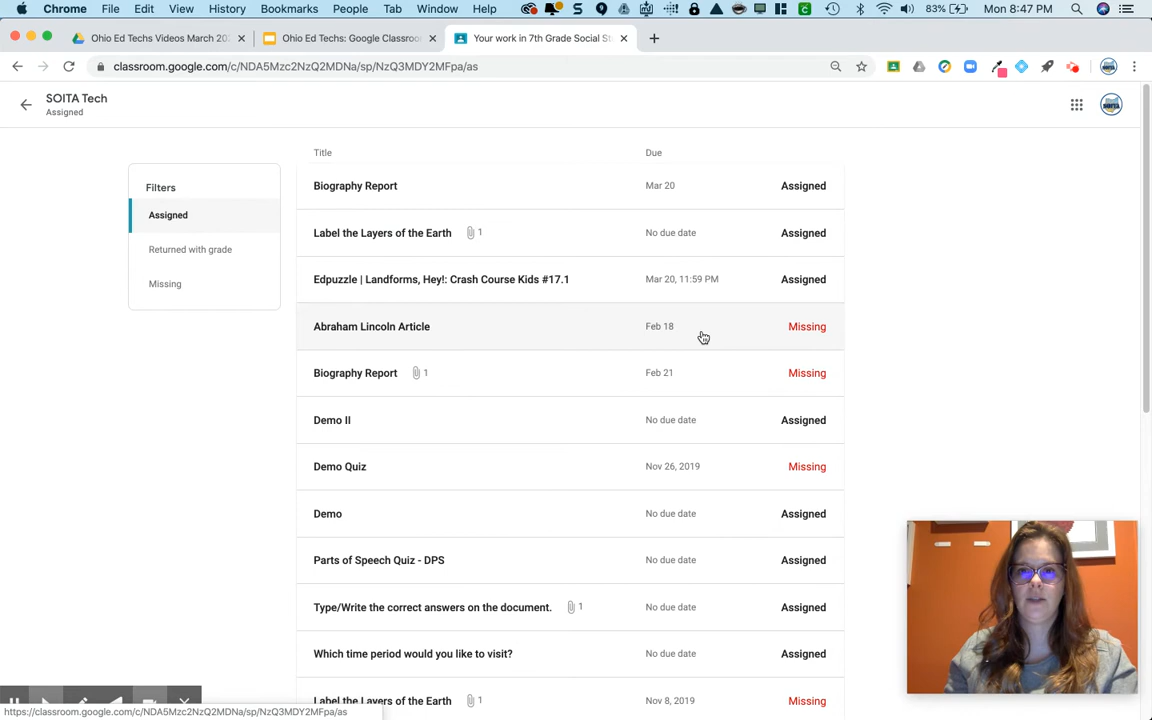 Chrome File Edit View History Bookmarks People Tab Window Help 83% Mon 8:47 PM
Ohio Ed Techs Videos March 20 Ohio Ed Techs: Google Classroo Your work in 7th Grade Social St
classroom.google.com/c/NDA5Mzc2NzQ2MDNa/sp/NzQ3MDY2MFpa/as
SOITA Tech
Assigned
Title Due
Filters
Assigned
Returned with grade
Missing
Biography Report Mar 20 Assigned
Label the Layers of the Earth 1 No due date Assigned
Edpuzzle | Landforms, Hey!: Crash Course Kids #17.1 Mar 20, 11:59 PM Assigned
Abraham Lincoln Article Feb 18 Missing
Biography Report 1 Feb 21 Missing
Demo II No due date Assigned
Demo Quiz Nov 26, 2019 Missing
Demo No due date Assigned
Parts of Speech Quiz - DPS No due date Assigned
Type/Write the correct answers on the document. 1 No due date Assigned
Which time period would you like to visit? No due date Assigned
Label the Layers of the Earth 1 Nov 8, 2019 Missing
https://classroom.google.com/c/NDA5Mzc2NzQ2MDNa/sp/NzQ3MDY2MFpa/as